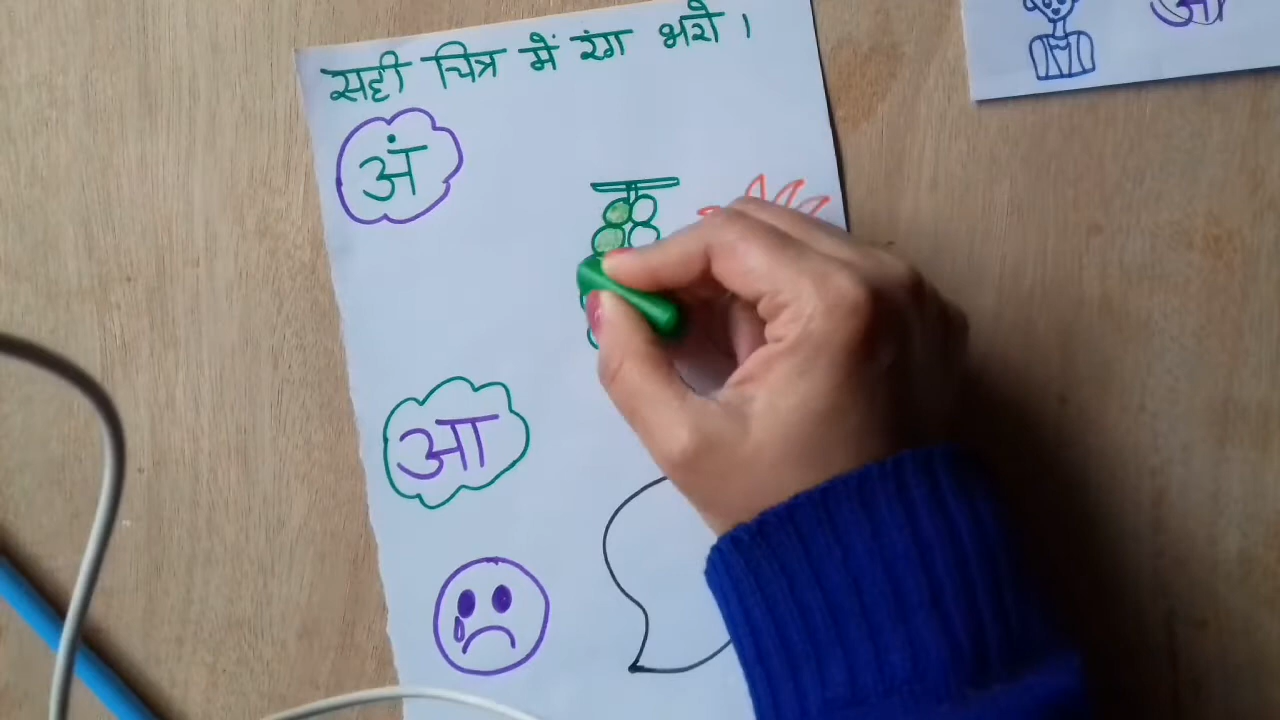 सही चित्र में रंग भरो ।
अं
आ